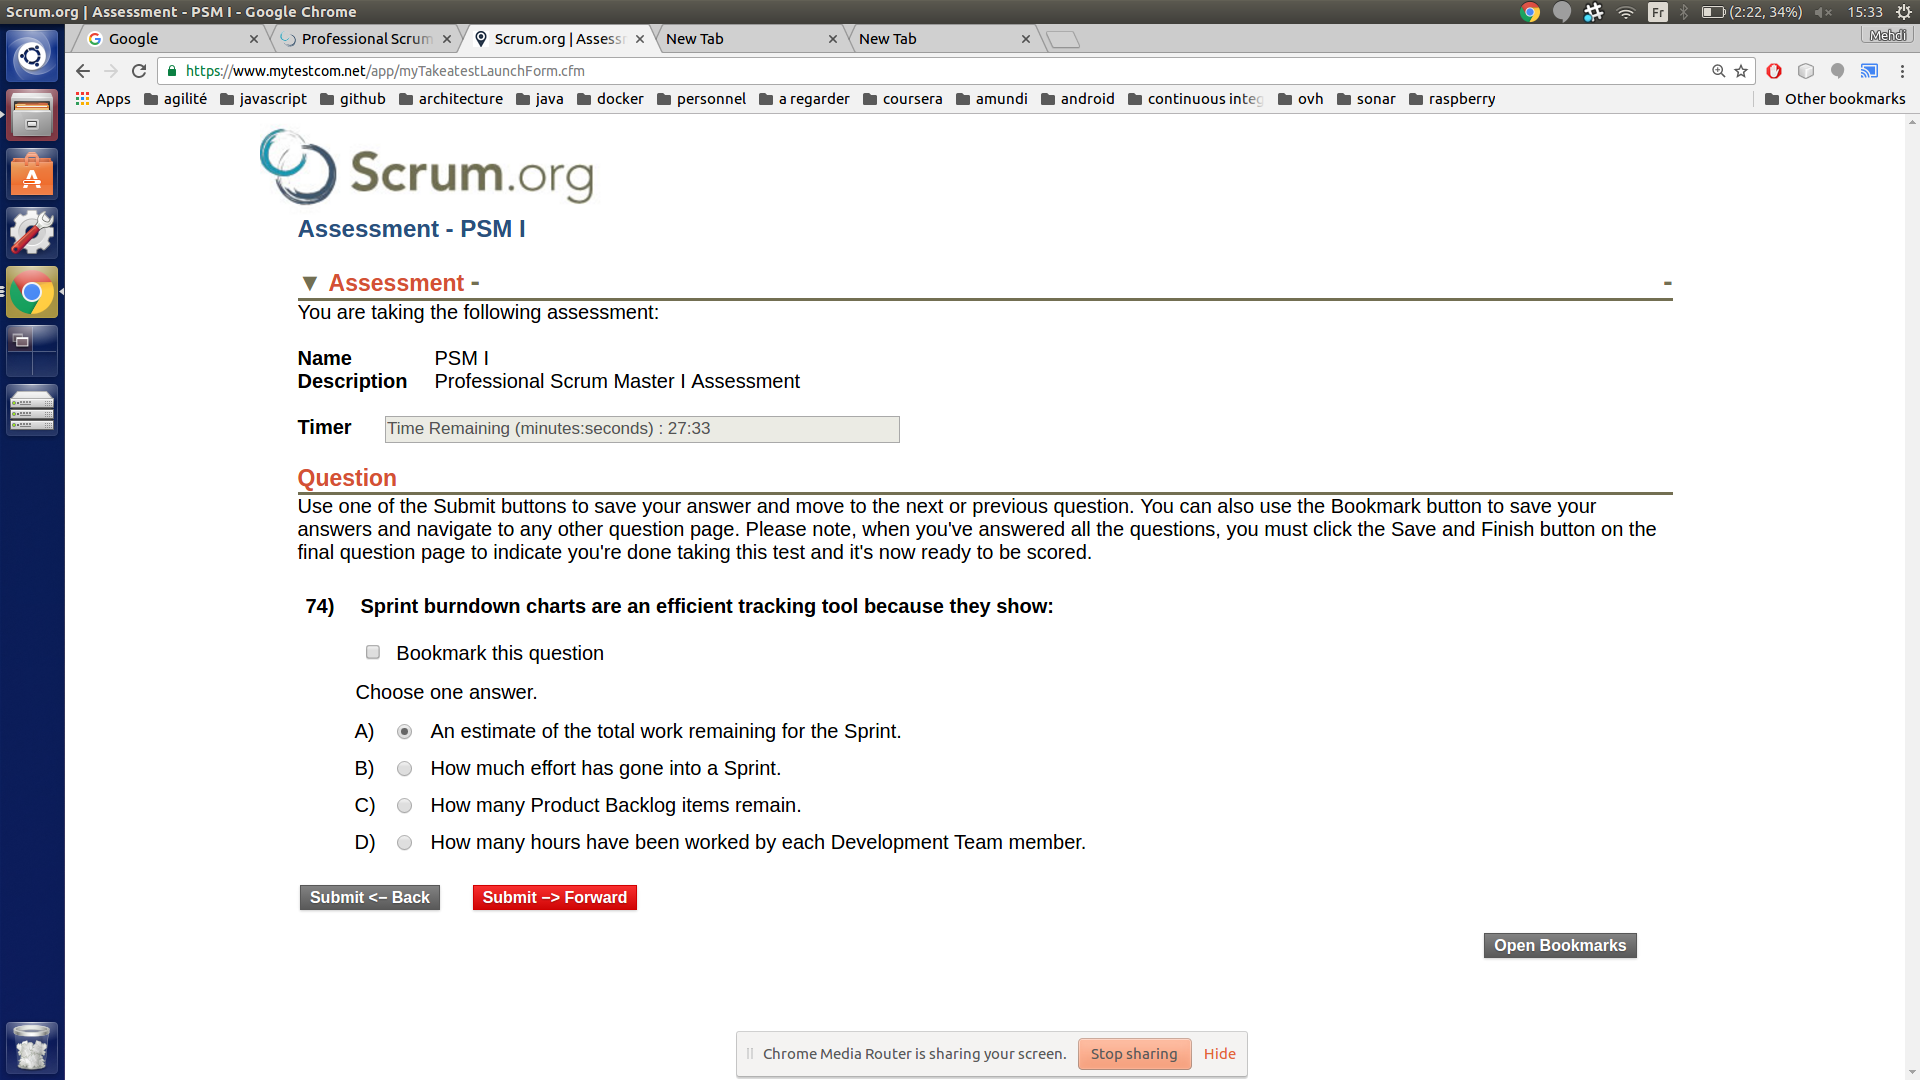 Scrum.org | Assessment - PSM I - Google Chrome
Fr
(2:22, 34%)
15:33
Google
Professional Scrum
Scrum.org | Assess
New Tab
New Tab
Mehdi
https://www.mytestcom.net/app/myTakeatestLaunchForm.cfm
Apps
agilité
javascript
github
architecture
java
docker
personnel
a regarder
coursera
amundi
android
continuous integ
ovh
sonar
raspberry
Other bookmarks
Scrum.org
Assessment - PSM I
▼ Assessment -
-
You are taking the following assessment:
Name PSM I
Description Professional Scrum Master I Assessment
Timer Time Remaining (minutes:seconds) : 27:33
Question
Use one of the Submit buttons to save your answer and move to the next or previous question. You can also use the Bookmark button to save your
answers and navigate to any other question page. Please note, when you've answered all the questions, you must click the Save and Finish button on the
final question page to indicate you're done taking this test and it's now ready to be scored.
74) Sprint burndown charts are an efficient tracking tool because they show:
Bookmark this question
Choose one answer.
A) An estimate of the total work remaining for the Sprint.
B) How much effort has gone into a Sprint.
C) How many Product Backlog items remain.
D) How many hours have been worked by each Development Team member.
Submit <– Back
Submit –> Forward
Open Bookmarks
Chrome Media Router is sharing your screen.
Stop sharing
Hide